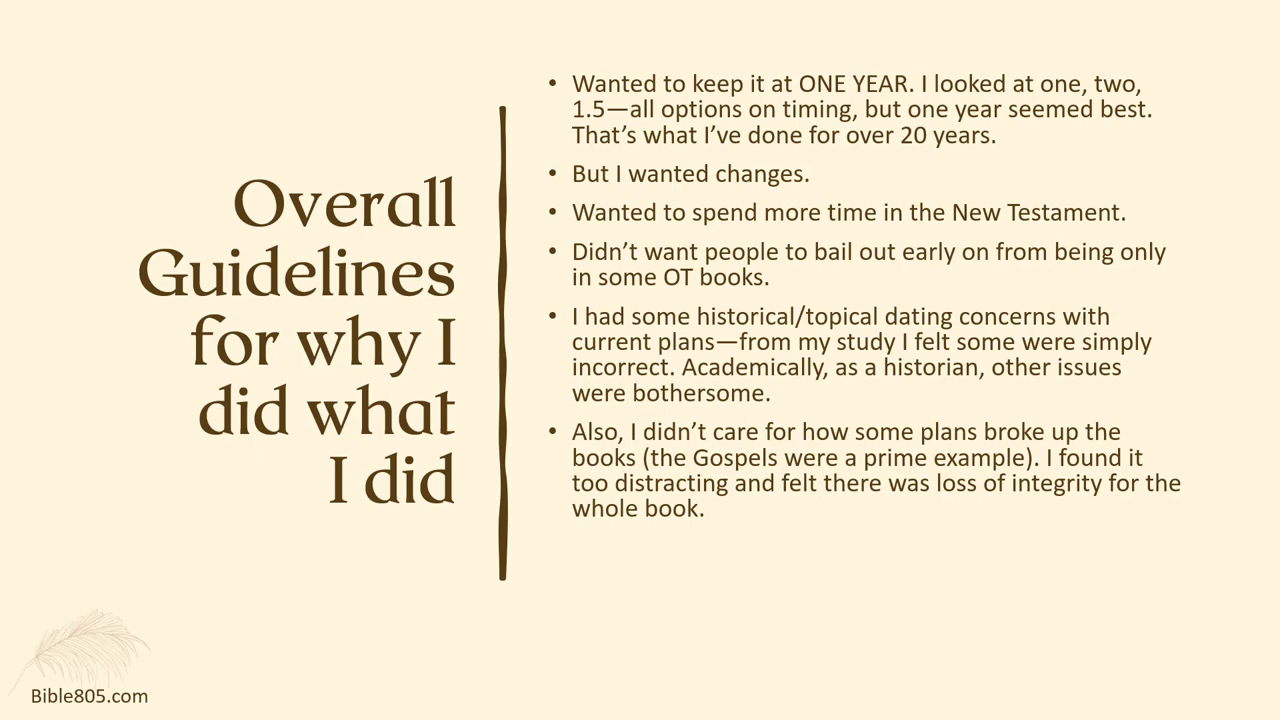 Overall
Guidelines
for why I
did what
I did
• Wanted to keep it at ONE YEAR. I looked at one, two,
1.5—all options on timing, but one year seemed best.
That’s what I’ve done for over 20 years.
• But I wanted changes.
• Wanted to spend more time in the New Testament.
• Didn’t want people to bail out early on from being only
in some OT books.
• I had some historical/topical dating concerns with
current plans—from my study I felt some were simply
incorrect. Academically, as a historian, other issues
were bothersome.
• Also, I didn’t care for how some plans broke up the
books (the Gospels were a prime example). I found it
too distracting and felt there was loss of integrity for the
whole book.
Bible805.com